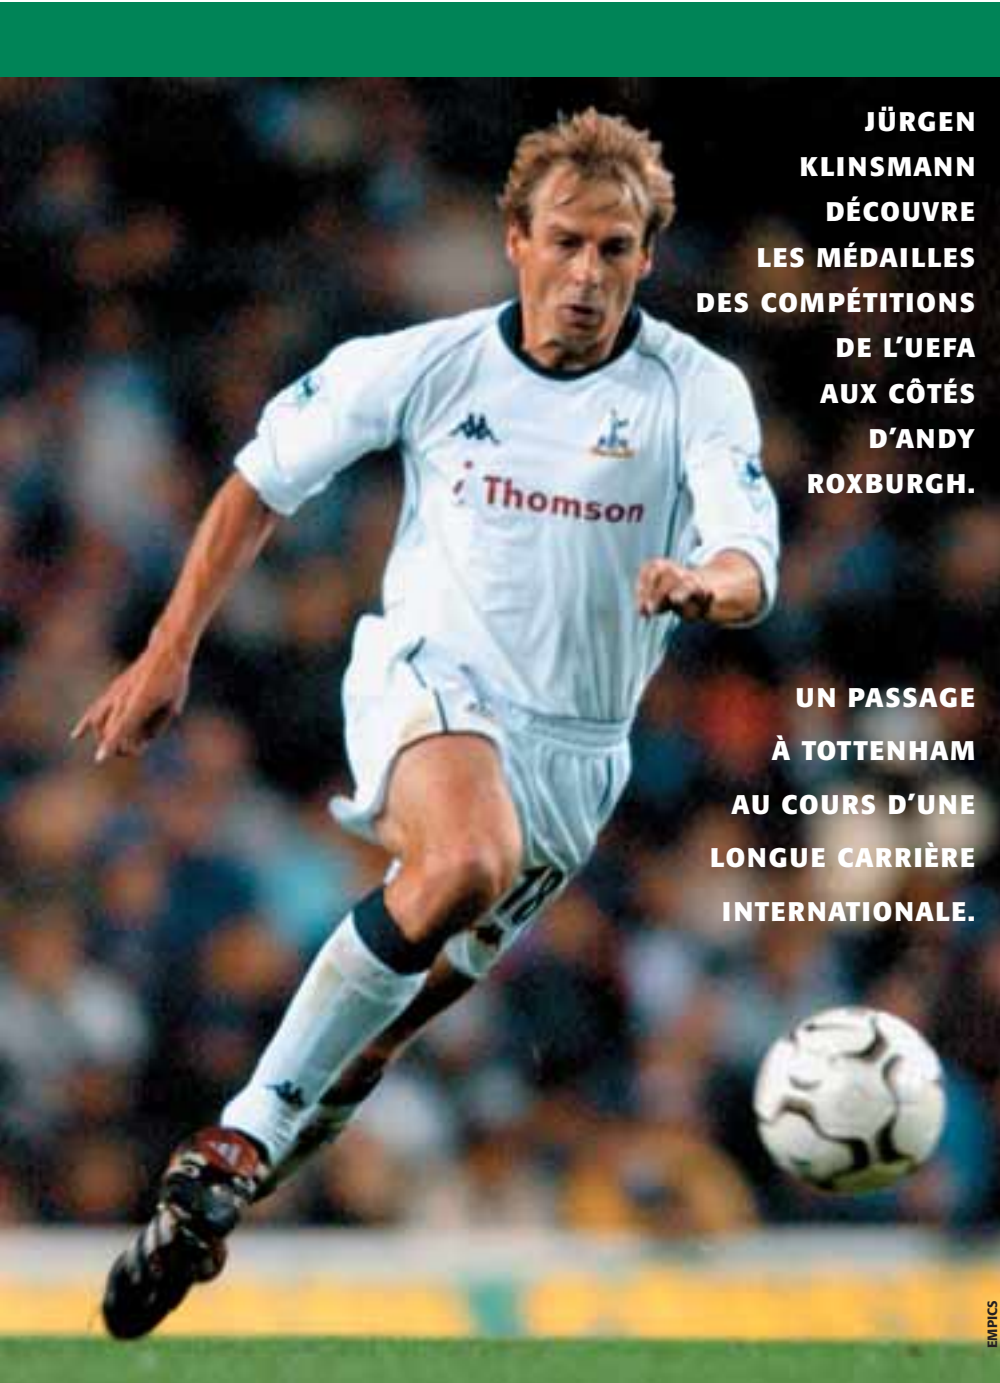 JÜRGEN
KLINSMANN
DÉCOUVRE
LES MÉDAILLES
DES COMPÉTITIONS
DE L’UEFA
AUX CÔTÉS
D’ANDY
ROXBURGH.
Thomson
UN PASSAGE
À TOTTENHAM
AU COURS D’UNE
LONGUE CARRIÈRE
INTERNATIONALE.
18
EMPICS